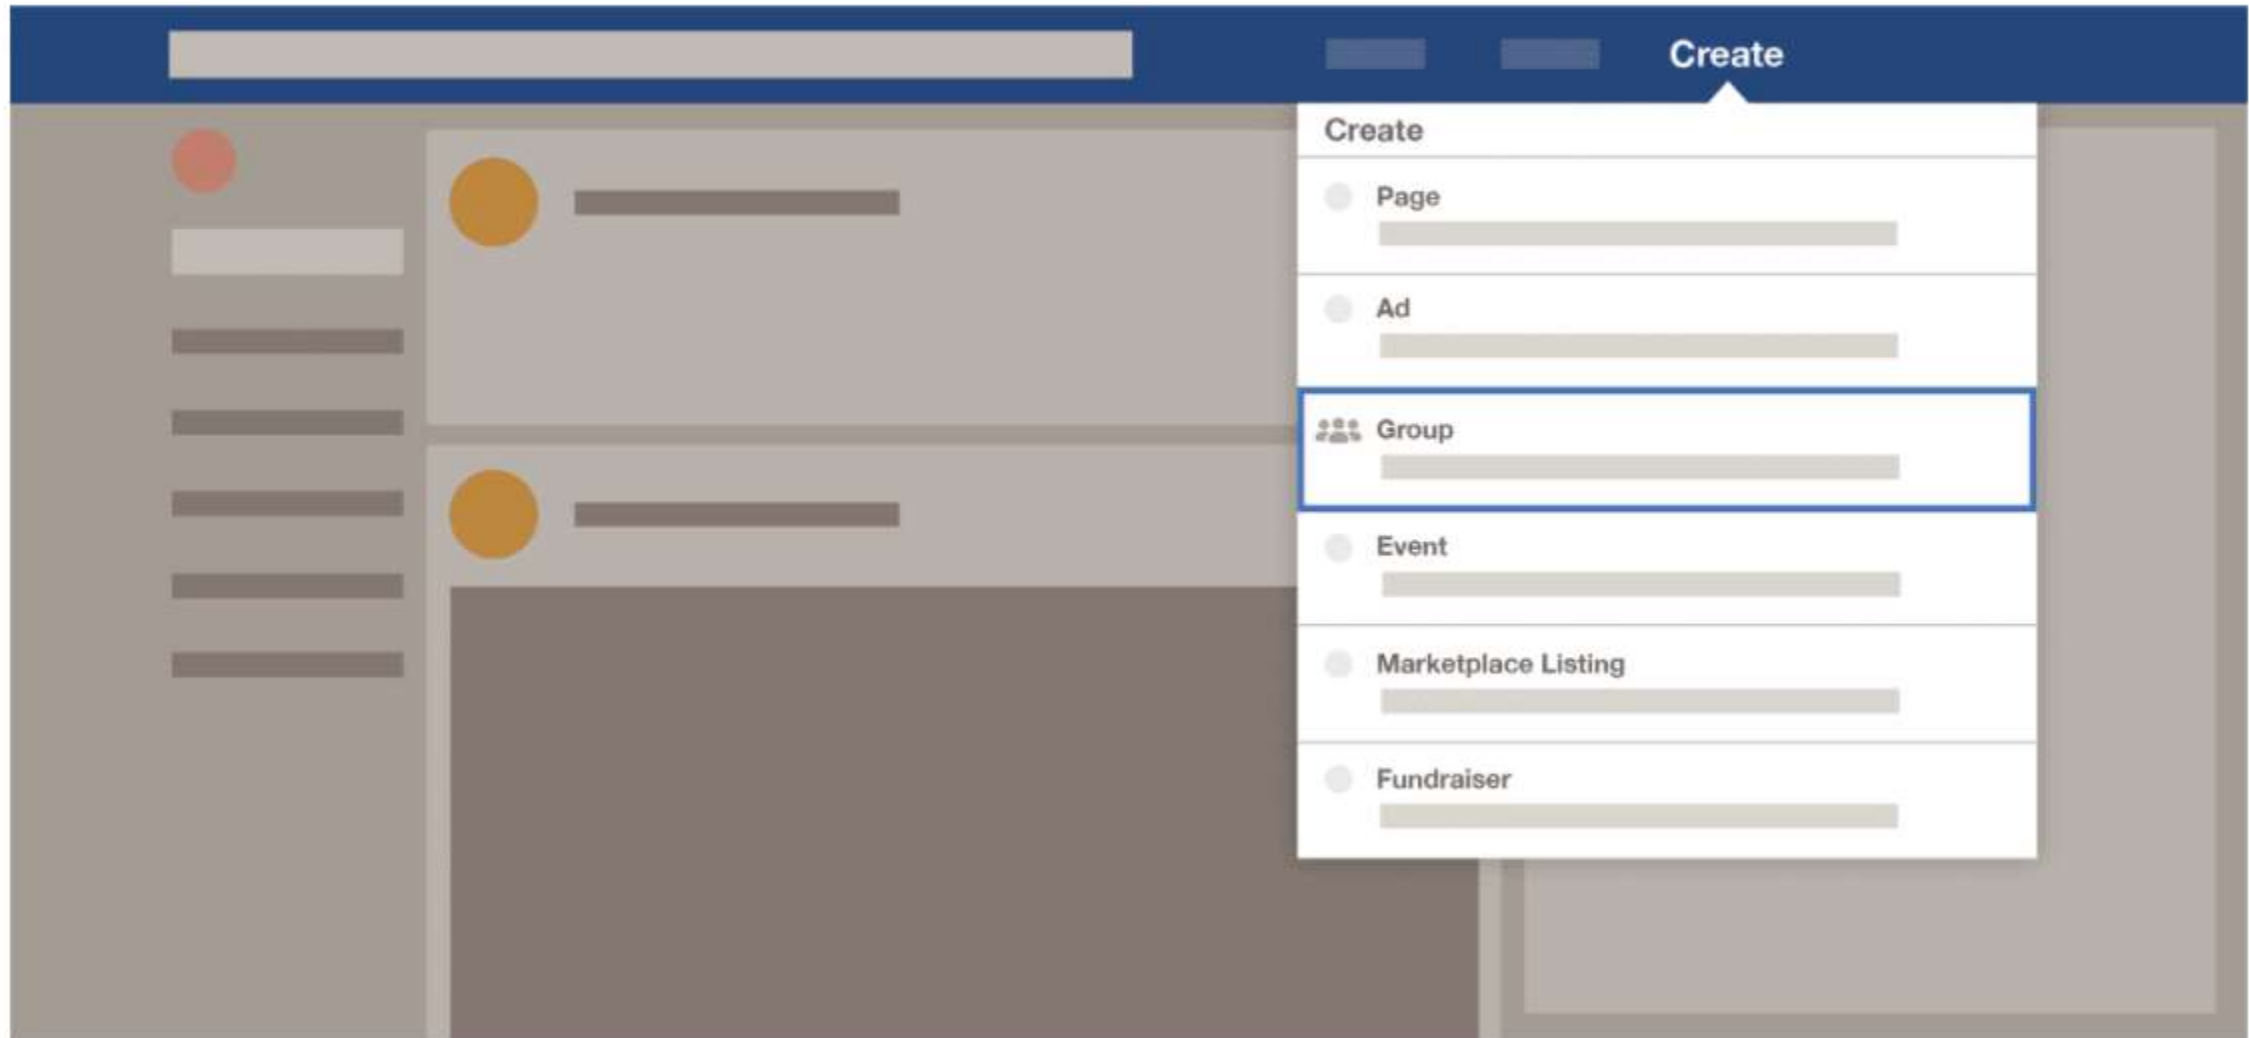 Create
Create
Page
Ad
Group
Event
Marketplace Listing
Fundraiser